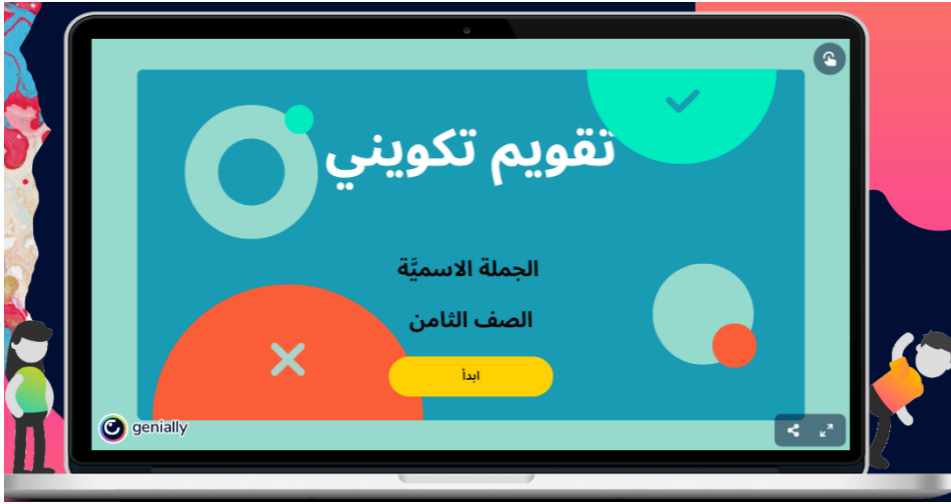 تقويم تكويني
الجملة الاسميَّة
الصف الثامن
ابدأ
genially